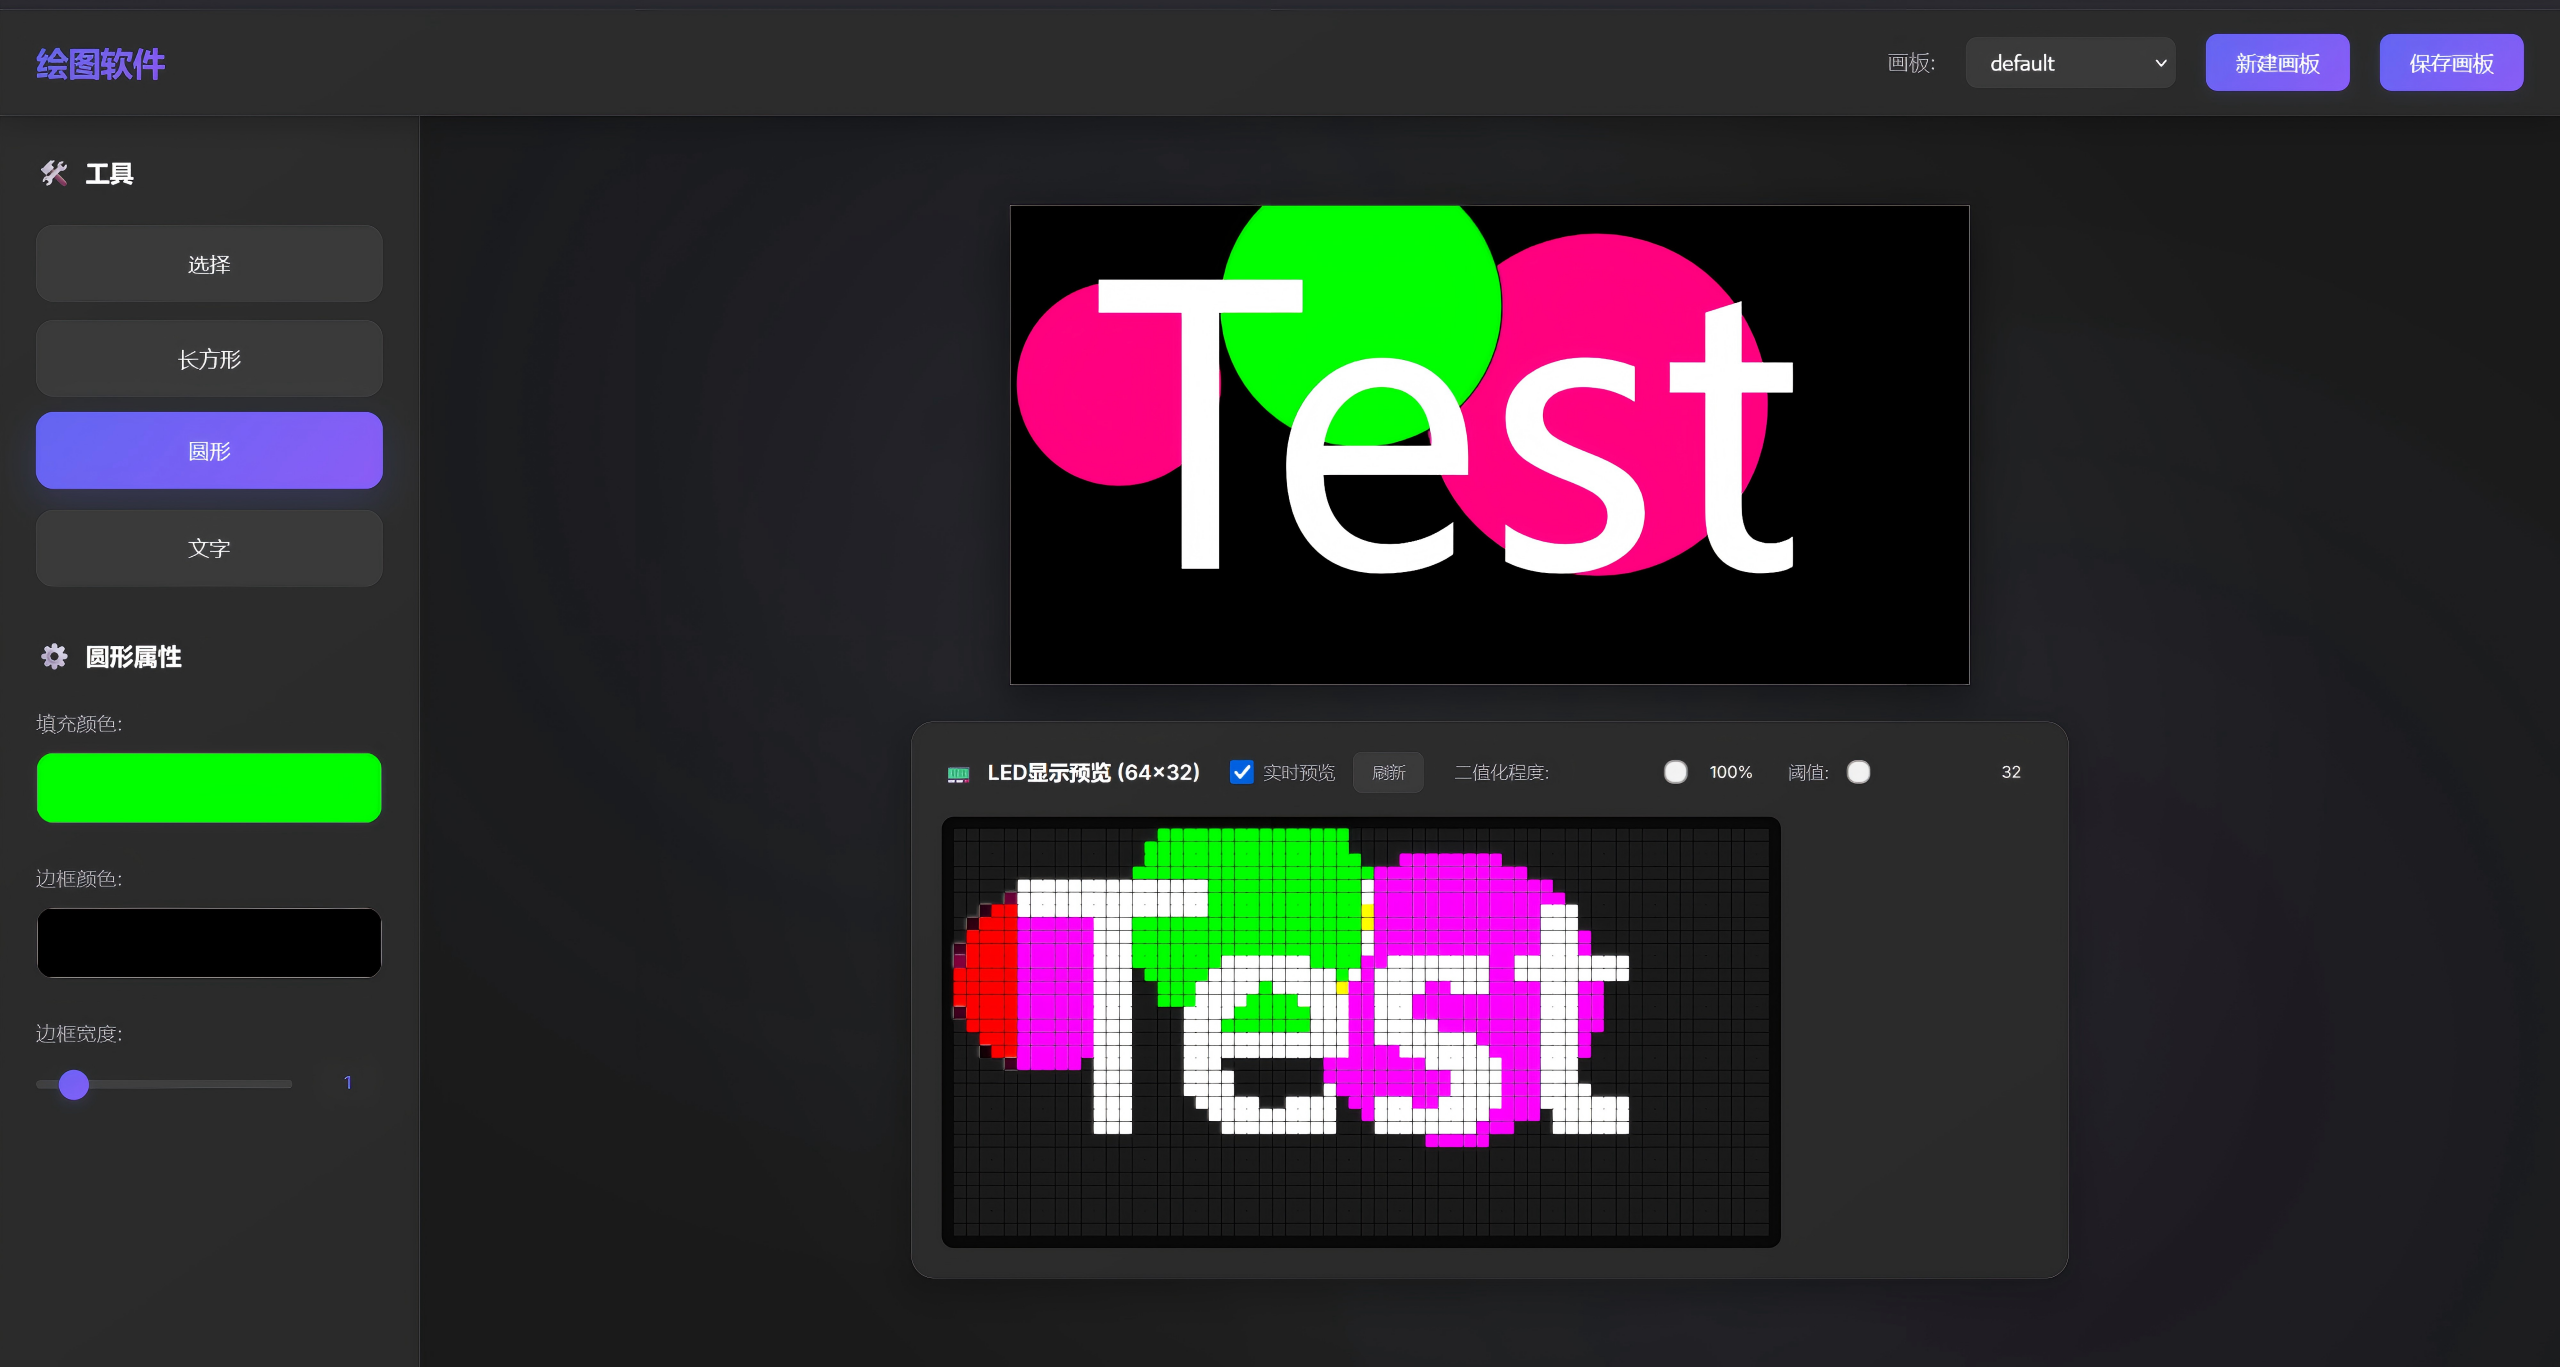 绘图软件
画板: default 新建画板 保存画板
工具
选择
长方形
圆形
文字
圆形属性
填充颜色:
边框颜色:
边框宽度:
1
Test
LED显示预览 (64×32) 实时预览 刷新 二值化程度: 100% 阈值: 32
Test